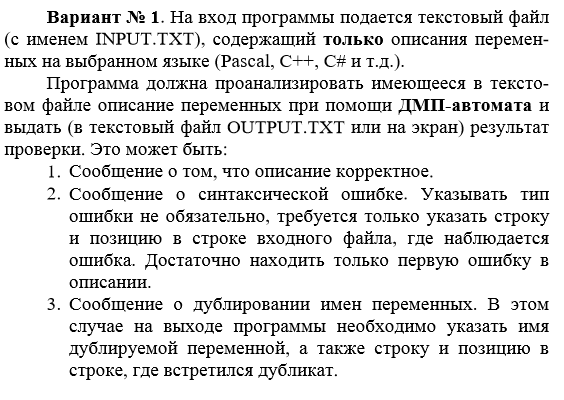 Вариант № 1. На вход программы подается текстовый файл
(с именем INPUT.TXT), содержащий только описания перемен-
ных на выбранном языке (Pascal, C++, C# и т.д.).
Программа должна проанализировать имеющееся в тексто-
вом файле описание переменных при помощи ДМП-автомата и
выдать (в текстовый файл OUTPUT.TXT или на экран) результат
проверки. Это может быть:
1. Сообщение о том, что описание корректное.
2. Сообщение о синтаксической ошибке. Указывать тип
ошибки не обязательно, требуется только указать строку
и позицию в строке входного файла, где наблюдается
ошибка. Достаточно находить только первую ошибку в
описании.
3. Сообщение о дублировании имен переменных. В этом
случае на выходе программы необходимо указать имя
дублируемой переменной, а также строку и позицию в
строке, где встретился дубликат.